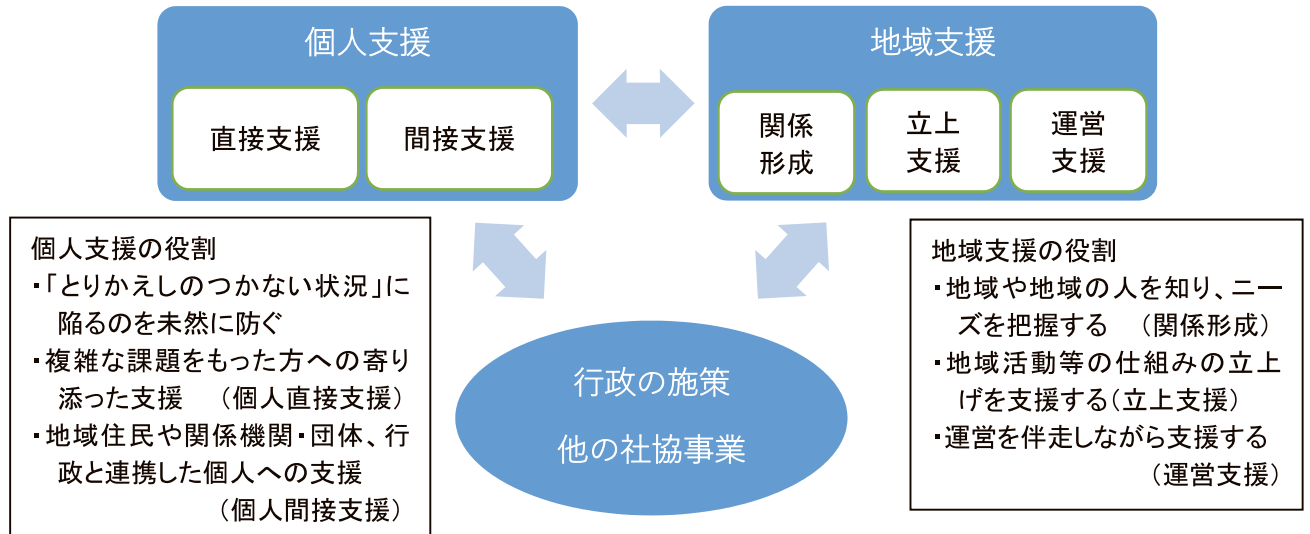 個人支援
直接支援
間接支援
地域支援
関係
形成
立上
支援
運営
支援
個人支援の役割
・「とりかえしのつかない状況」に
陥るのを未然に防ぐ
・複雑な課題をもった方への寄り
添った支援　（個人直接支援）
・地域住民や関係機関・団体、行
政と連携した個人への支援
（個人間接支援）
行政の施策
他の社協事業
地域支援の役割
・地域や地域の人を知り、ニー
ズを把握する　（関係形成）
・地域活動等の仕組みの立上
げを支援する（立上支援）
・運営を伴走しながら支援する
（運営支援）